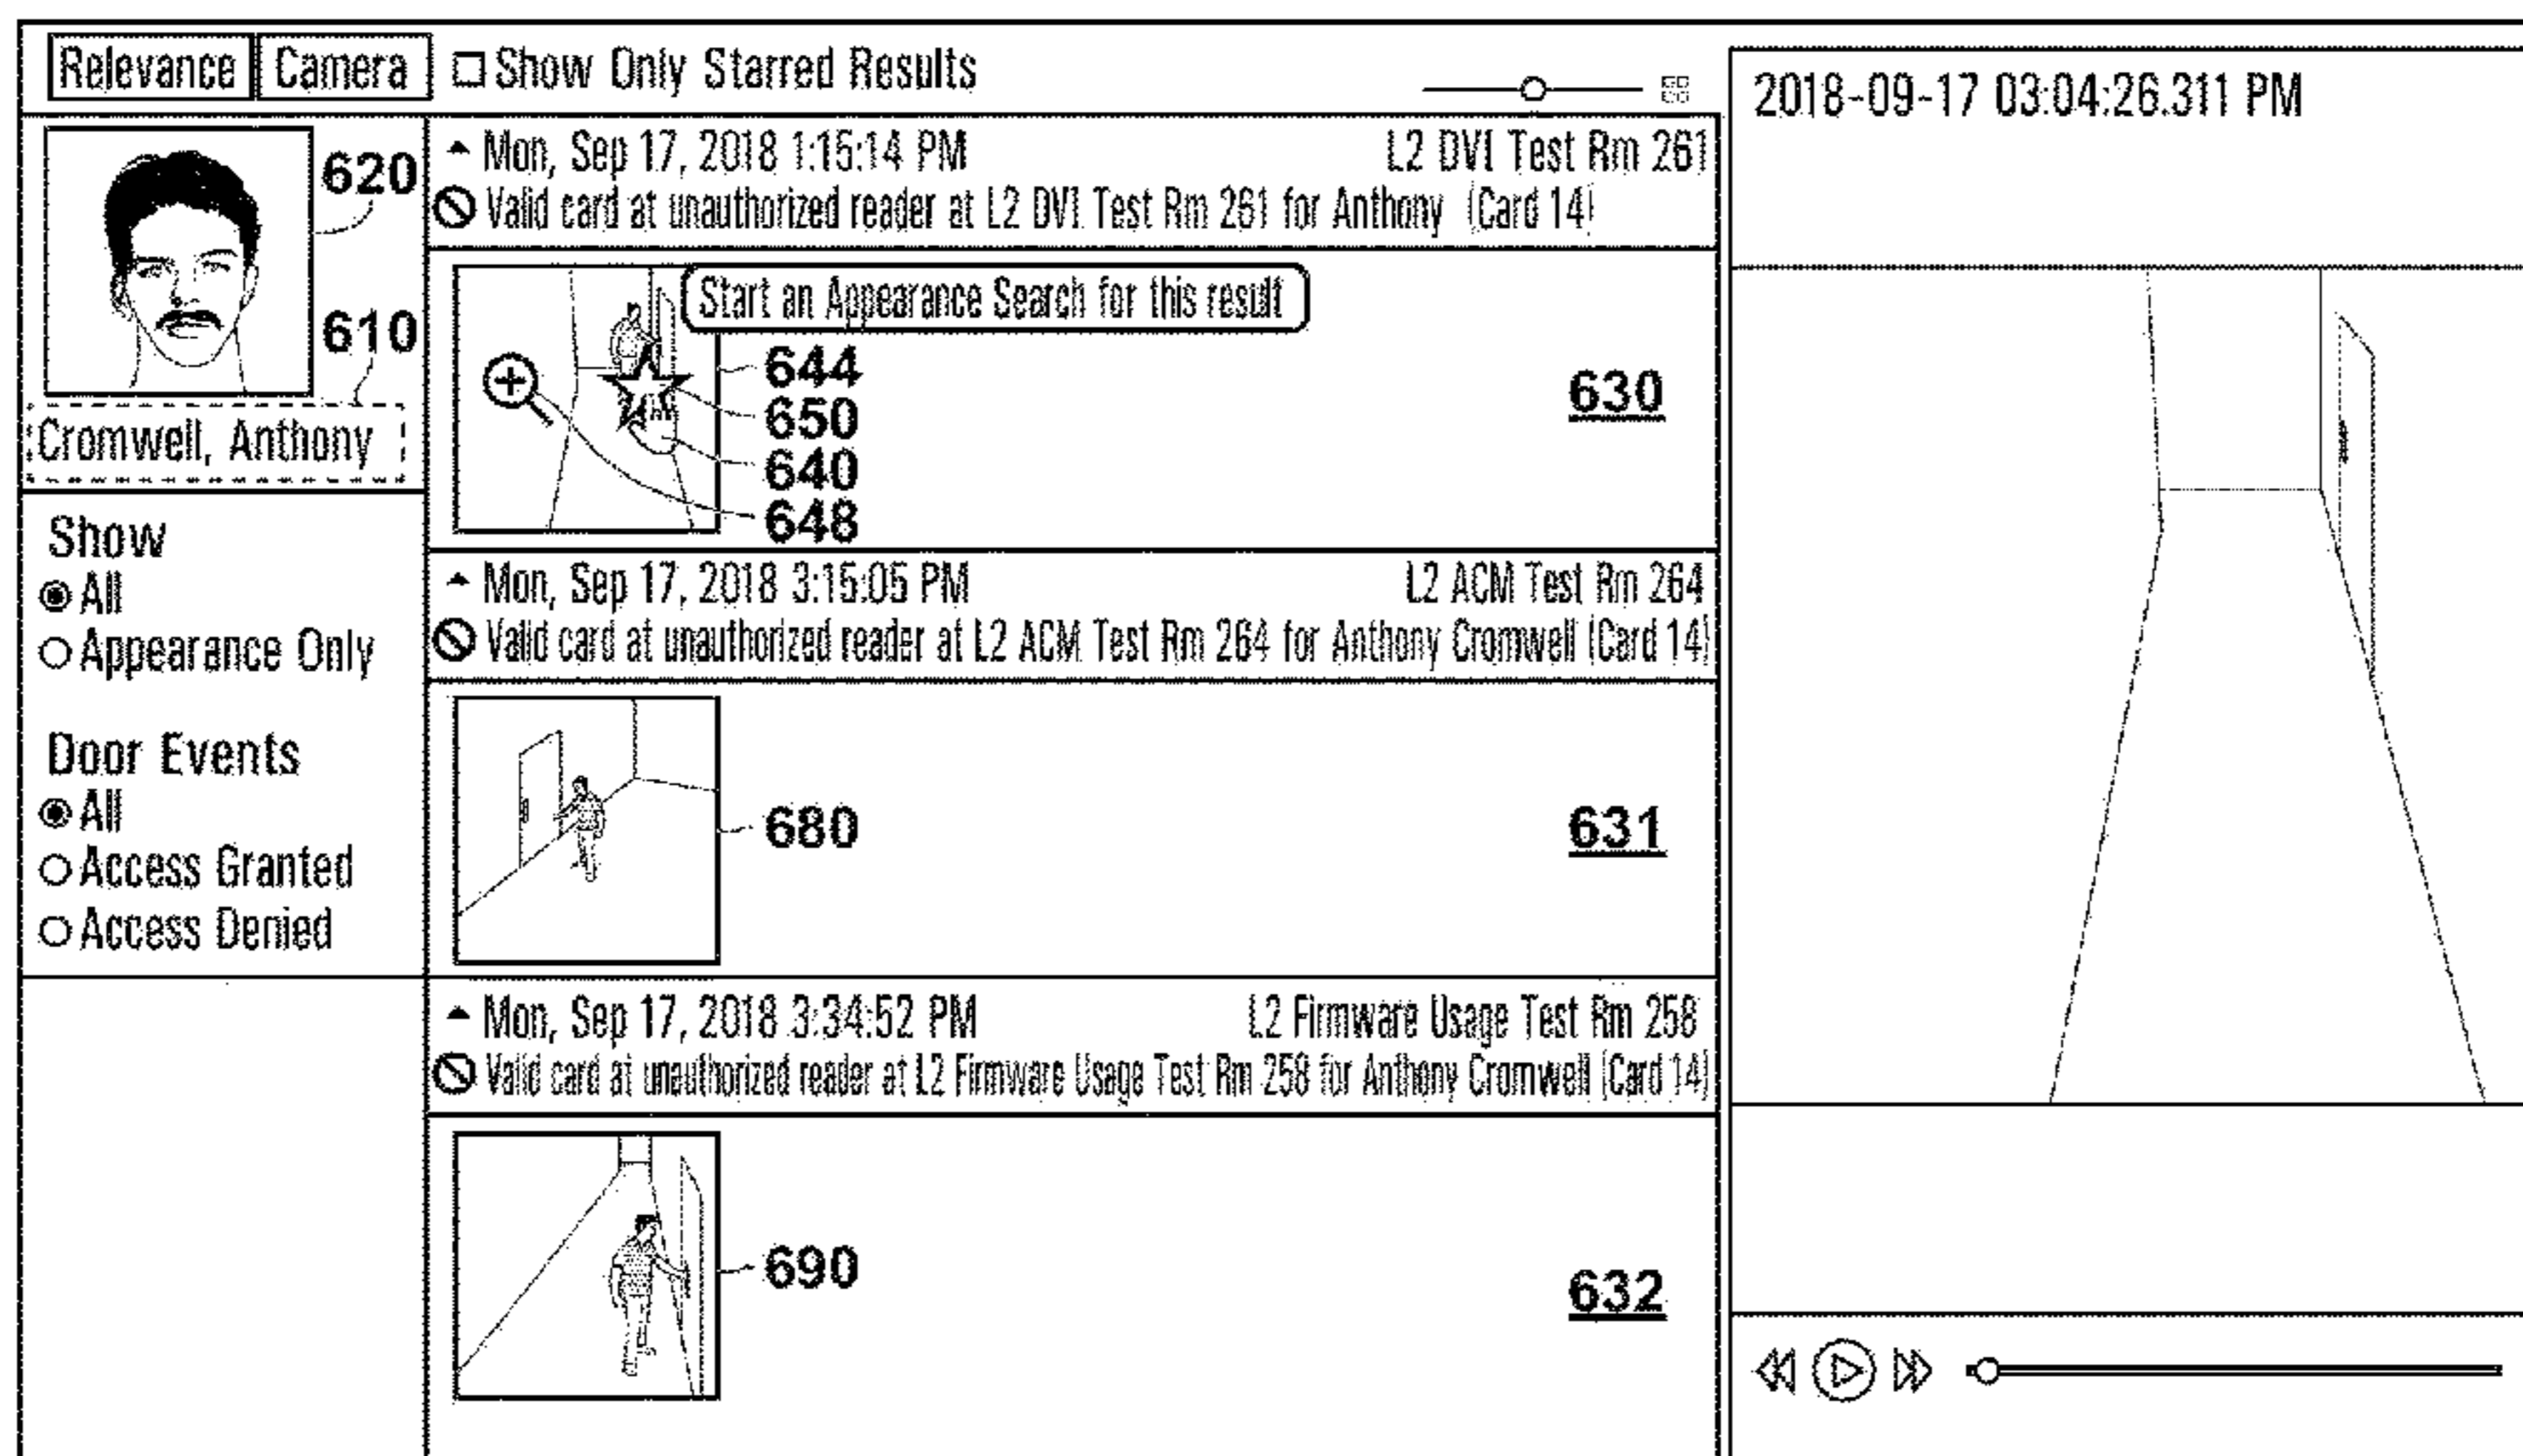 Relevance Camera □ Show Only Starred Results
2018-09-17 03:04:26.311 PM
620
610
Cromwell, Anthony
Show
All
Appearance Only
Door Events
All
Access Granted
Access Denied
Mon, Sep 17, 2018 1:15:14 PM L2 DVI Test Rm 261
Valid card at unauthorized reader at L2 DVI Test Rm 261 for Anthony (Card 14)
Start an Appearance Search for this result
644
650
640
648
630
Mon, Sep 17, 2018 3:15:05 PM L2 ACM Test Rm 264
Valid card at unauthorized reader at L2 ACM Test Rm 264 for Anthony Cromwell (Card 14)
680
631
Mon, Sep 17, 2018 3:34:52 PM L2 Firmware Usage Test Rm 258
Valid card at unauthorized reader at L2 Firmware Usage Test Rm 258 for Anthony Cromwell (Card 14)
690
632